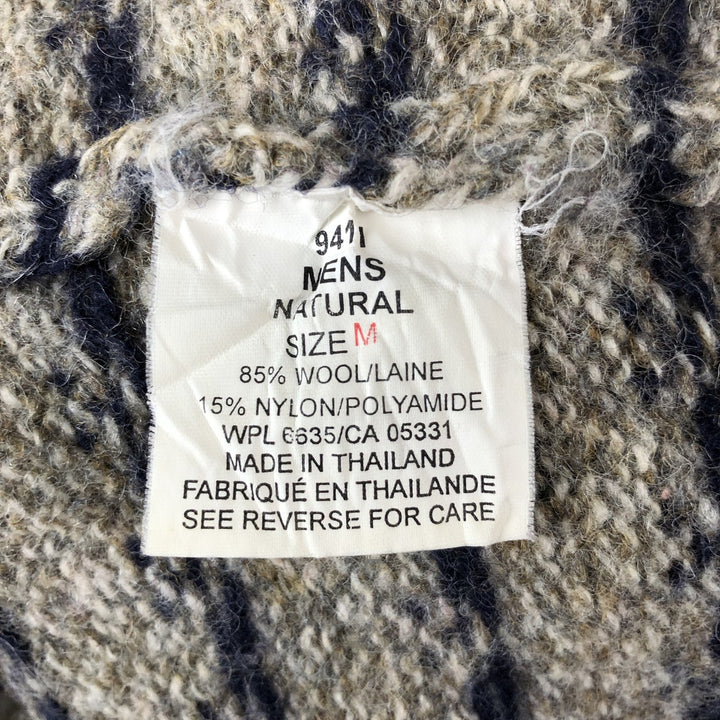 MENS
NATURAL
SIZE M
85% WOOL/LAINE
15% NYLON/POLYAMIDE
WPL 6635/CA 05331
MADE IN THAILAND
FABRIQUÉ EN THAILANDE
SEE REVERSE FOR CARE